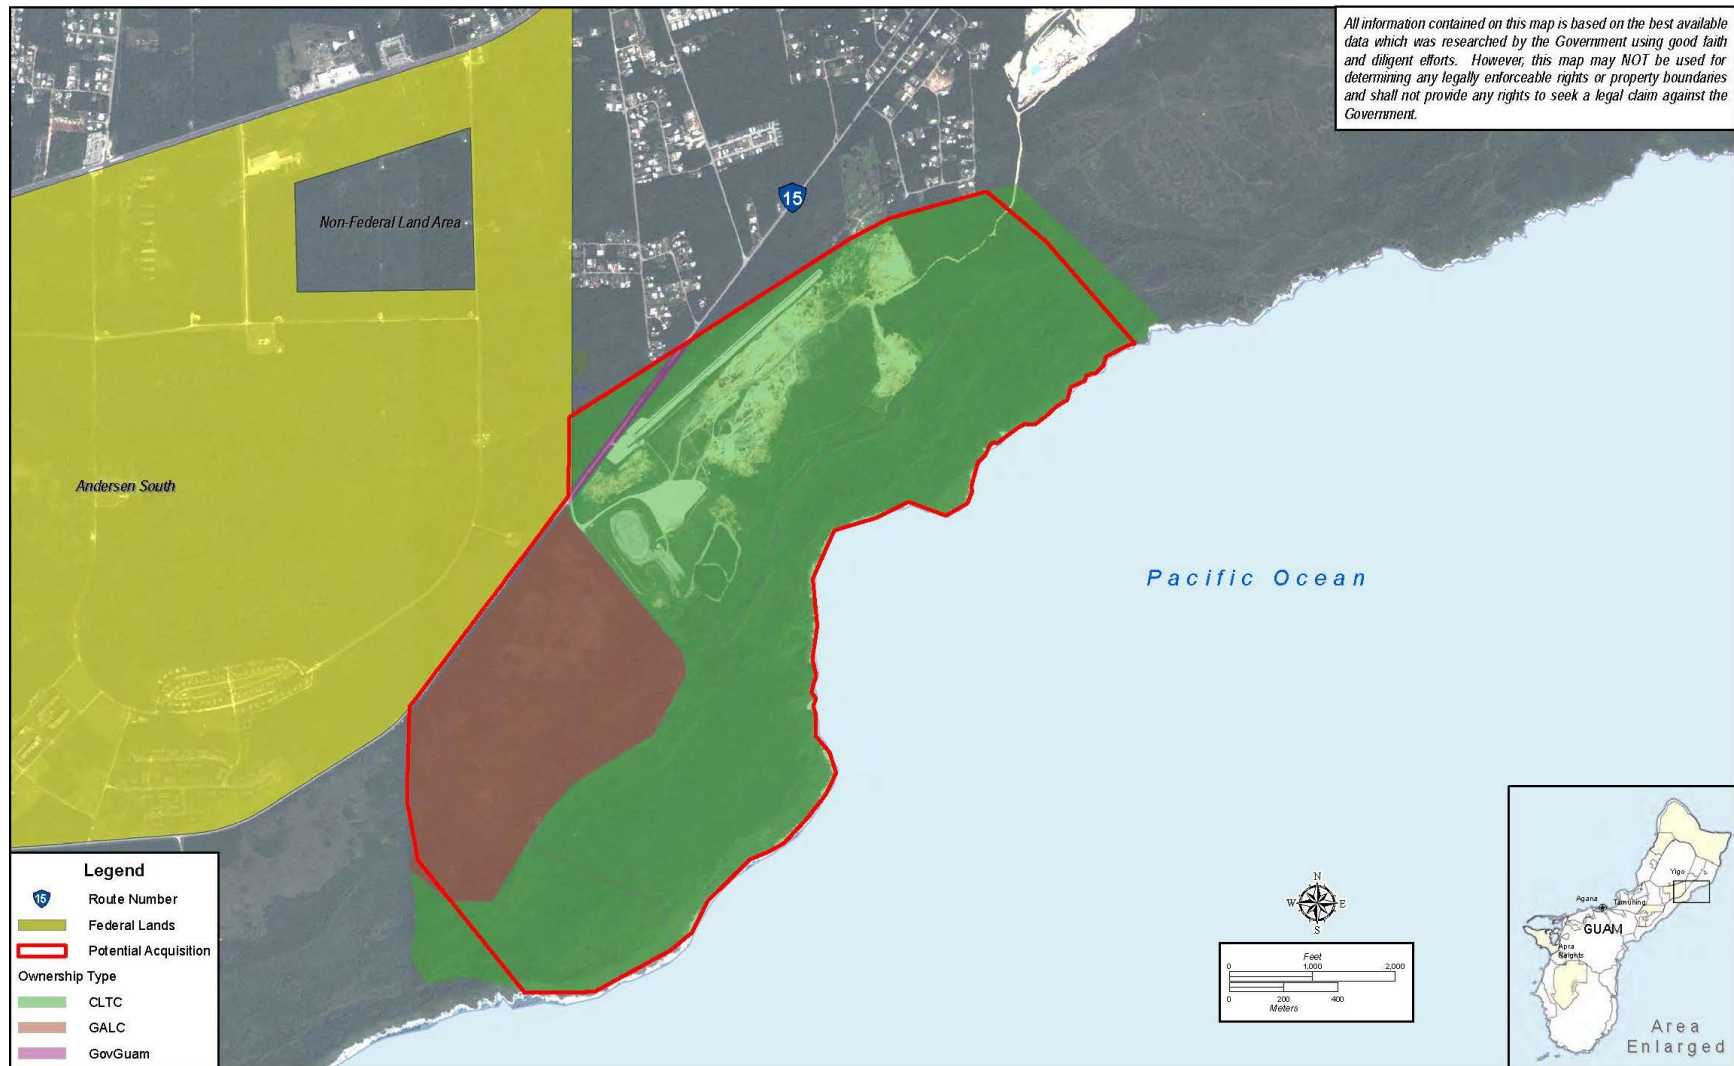 All information contained on this map is based on the best available
data which was researched by the Government using good faith
and diligent efforts. However, this map may NOT be used for
determining any legally enforceable rights or property boundaries
and shall not provide any rights to seek a legal claim against the
Government.
15
Non-Federal Land Area
Andersen South
Pacific Ocean
Legend
15 Route Number
Federal Lands
Potential Acquisition
Ownership Type
CLTC
GALC
GovGuam
N
W E
S
Feet
0 1,000 2,000
0 200 400
Meters
Yigo
Agana
Tamuning
GUAM
Apra
Heights
Area
Enlarged